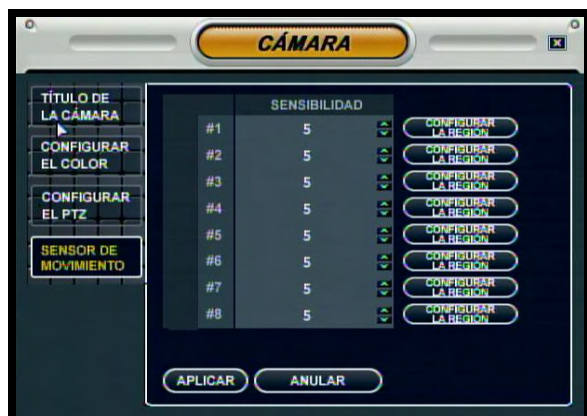 CÁMARA
TÍTULO DE
LA CÁMARA
CONFIGURAR
EL COLOR
CONFIGURAR
EL PTZ
SENSOR DE
MOVIMIENTO
SENSIBILIDAD
#1 5 CONFIGURAR
LA REGIÓN
#2 5 CONFIGURAR
LA REGIÓN
#3 5 CONFIGURAR
LA REGIÓN
#4 5 CONFIGURAR
LA REGIÓN
#5 5 CONFIGURAR
LA REGIÓN
#6 5 CONFIGURAR
LA REGIÓN
#7 5 CONFIGURAR
LA REGIÓN
#8 5 CONFIGURAR
LA REGIÓN
APLICAR ANULAR